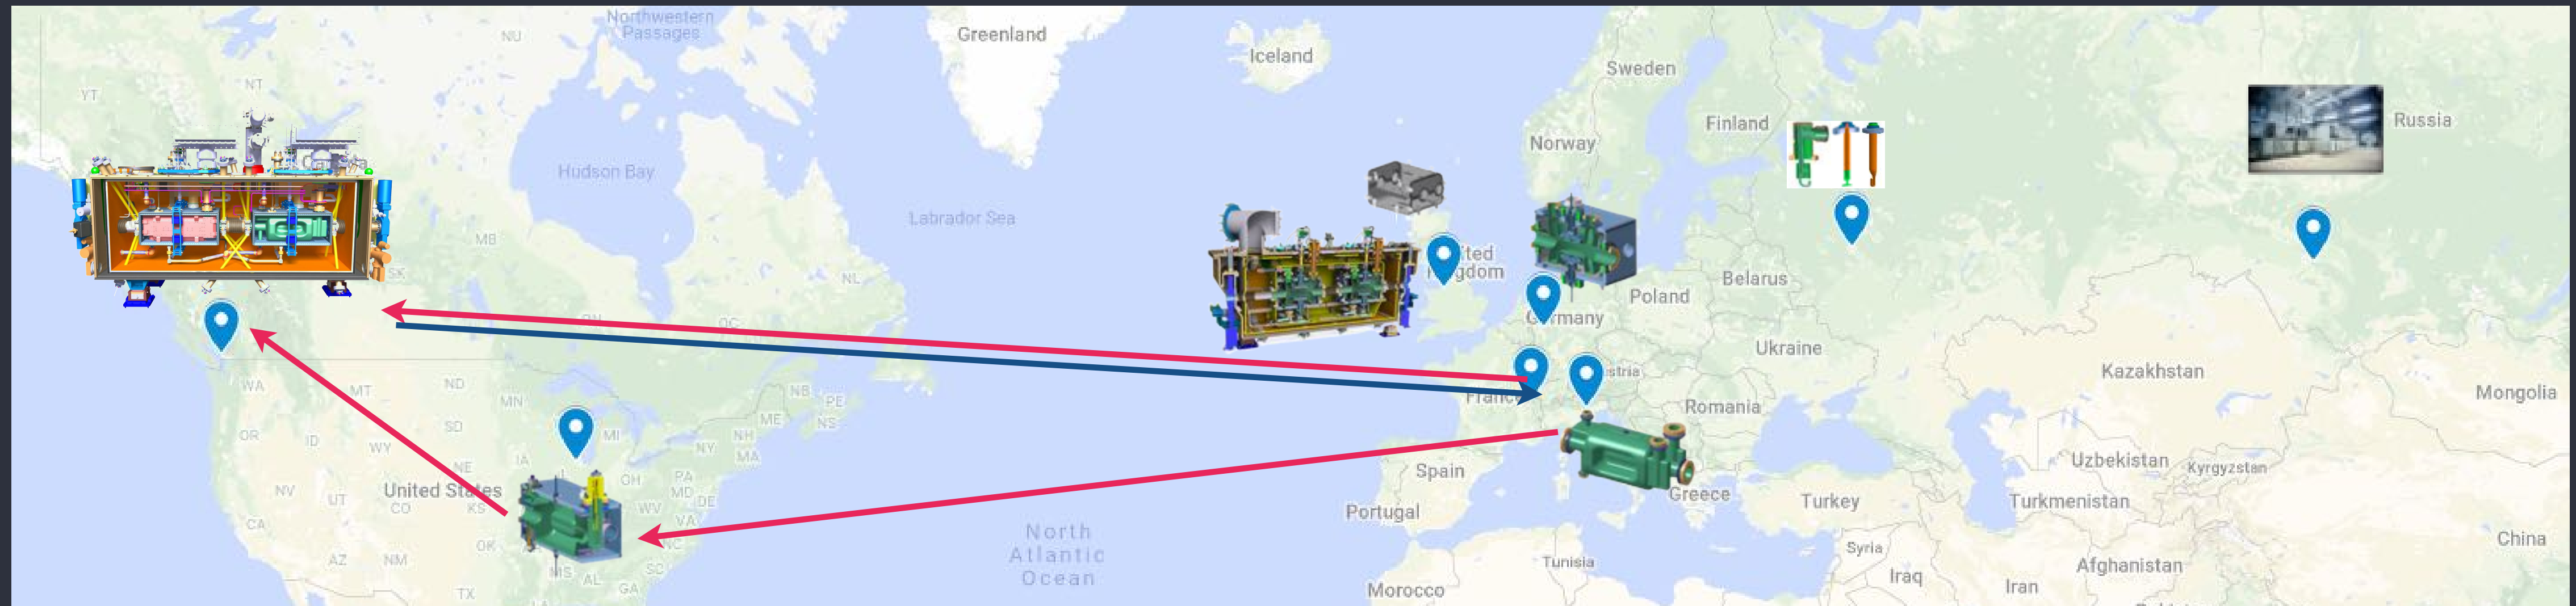 Northwestern
Passages
NU
Greenland
Iceland
Sweden
YT
NT
Finland
Norway
Russia
Hudson Bay
Labrador Sea
MB
SK
NL
Belarus
Poland
Germany
Ukraine
Kazakhstan
Mongolia
France
Romania
WA
MT
ND
MN
NB
PE
ME
NS
OR
ID
SD
WY
MI
NY
NH
MA
IA
NE
United States
NV
UT
CO
KS
OH
PA
MD
DE
WV
VA
CA
OK
AZ
NM
MS
AL
SC
GA
TX
North
Atlantic
Ocean
Spain
Portugal
Greece
Turkey
Uzbekistan
Kyrgyzstan
Turkmenistan
Tunisia
Morocco
Syria
Iraq
Iran
Afghanistan
China